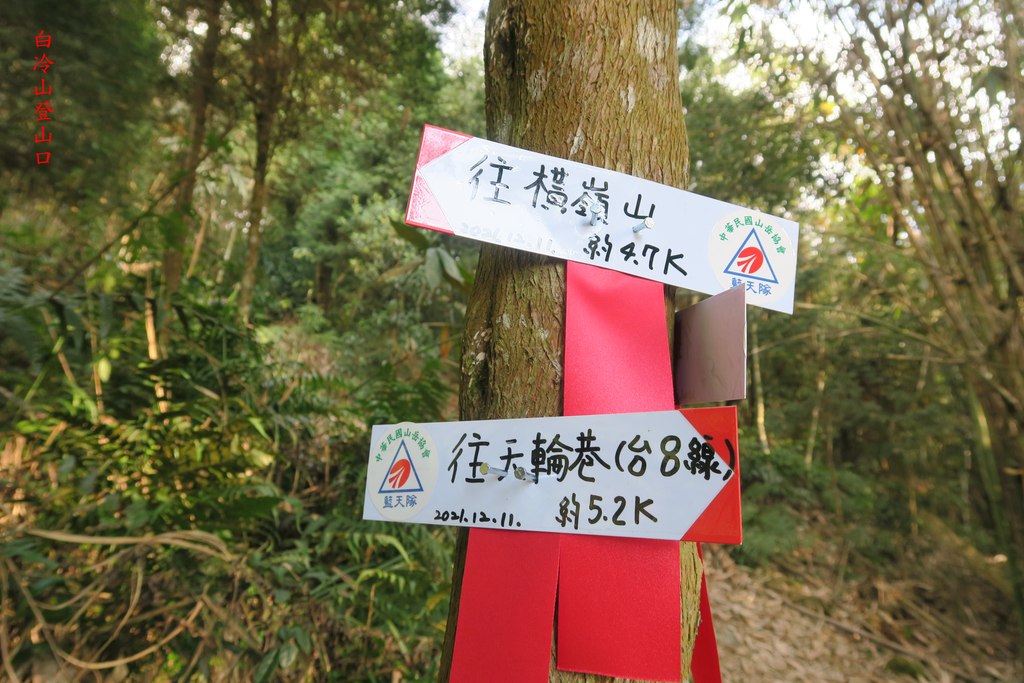 白冷山登山口
往橫嶺山
2021.12.11. 約4.7K
中華民國山岳協會
藍天隊
中華民國山岳協會
藍天隊
往天輪巷(台8線)
2021.12.11. 約5.2K